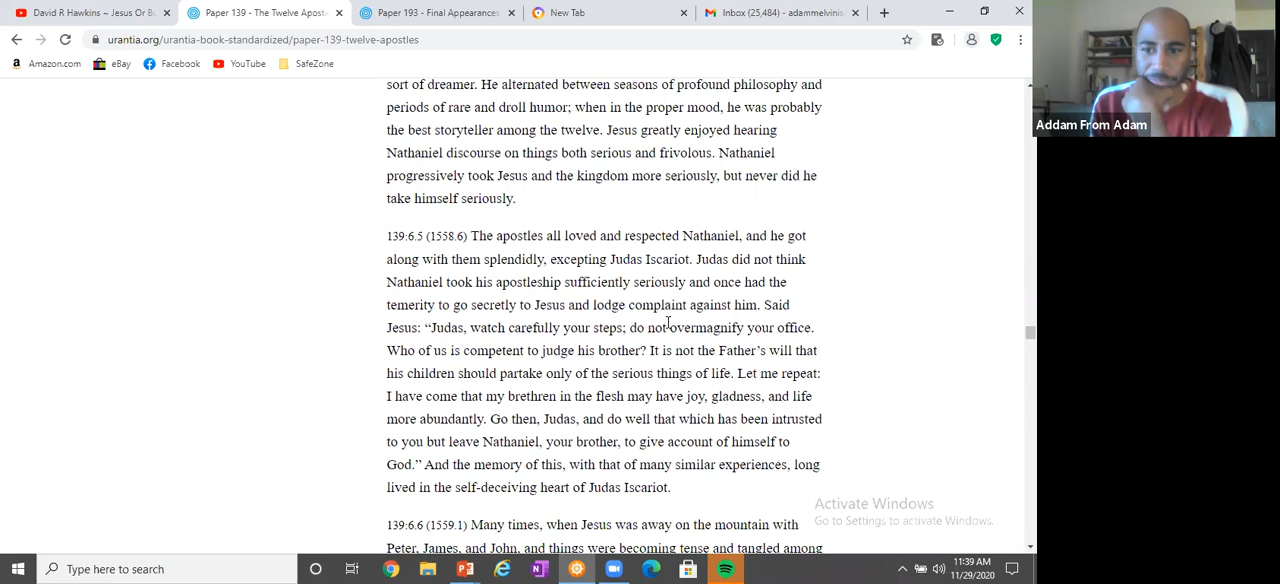 David R Hawkins ~ Jesus Or B
Paper 139 - The Twelve Apost
Paper 193 - Final Appearances
New Tab
Inbox (25,484) - adammelvinis
urantia.org/urantia-book-standardized/paper-139-twelve-apostles
Amazon.com eBay Facebook YouTube SafeZone
Addam From Adam
sort of dreamer. He alternated between seasons of profound philosophy and
periods of rare and droll humor; when in the proper mood, he was probably
the best storyteller among the twelve. Jesus greatly enjoyed hearing
Nathaniel discourse on things both serious and frivolous. Nathaniel
progressively took Jesus and the kingdom more seriously, but never did he
take himself seriously.
139:6.5 (1558.6) The apostles all loved and respected Nathaniel, and he got
along with them splendidly, excepting Judas Iscariot. Judas did not think
Nathaniel took his apostleship sufficiently seriously and once had the
temerity to go secretly to Jesus and lodge complaint against him. Said
Jesus: “Judas, watch carefully your steps; do not overmagnify your office.
Who of us is competent to judge his brother? It is not the Father’s will that
his children should partake only of the serious things of life. Let me repeat:
I have come that my brethren in the flesh may have joy, gladness, and life
more abundantly. Go then, Judas, and do well that which has been intrusted
to you but leave Nathaniel, your brother, to give account of himself to
God.” And the memory of this, with that of many similar experiences, long
lived in the self-deceiving heart of Judas Iscariot.
139:6.6 (1559.1) Many times, when Jesus was away on the mountain with
Peter, James, and John, and things were becoming tense and tangled among
Activate Windows
Go to Settings to activate Windows.
Type here to search
11:39 AM
11/29/2020